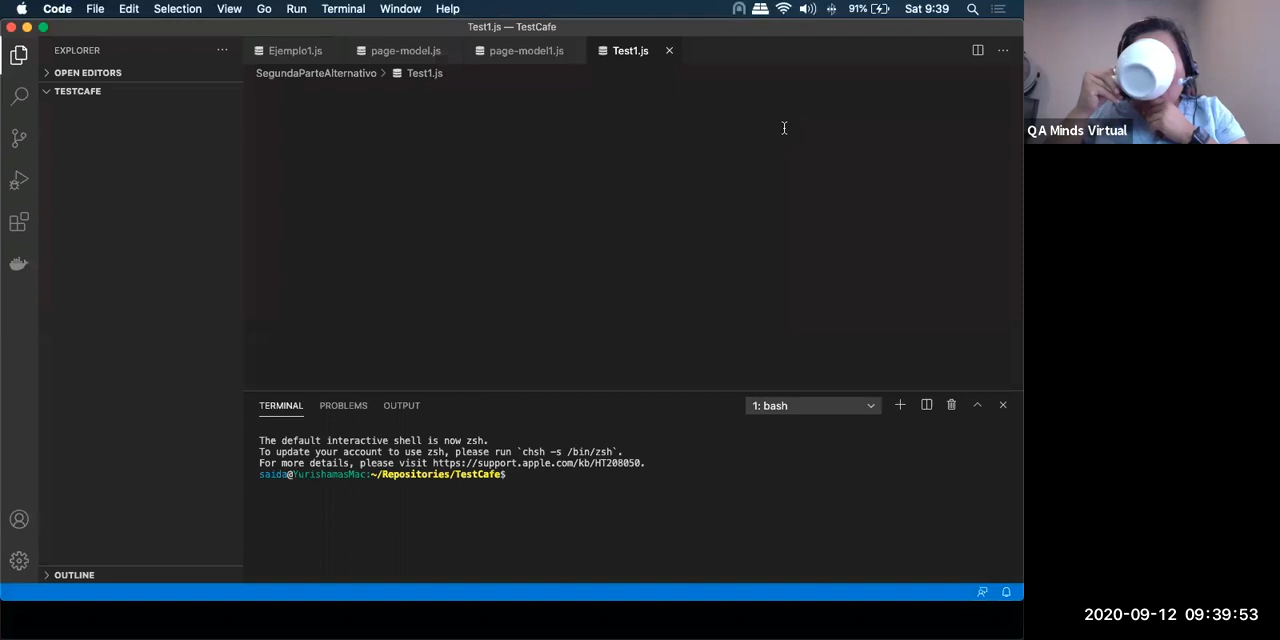 Code File Edit Selection View Go Run Terminal Window Help 91% Sat 9:39
Test1.js — TestCafe
EXPLORER
Ejemplo1.js page-model.js page-model1.js Test1.js
OPEN EDITORS
SegundaParteAlternativo > Test1.js
TESTCAFE
QA Minds Virtual
TERMINAL PROBLEMS OUTPUT 1: bash
The default interactive shell is now zsh.
To update your account to use zsh, please run `chsh -s /bin/zsh`.
For more details, please visit https://support.apple.com/kb/HT208050.
saida@YurishamasMac:~/Repositories/TestCafe$
OUTLINE
2020-09-12 09:39:53